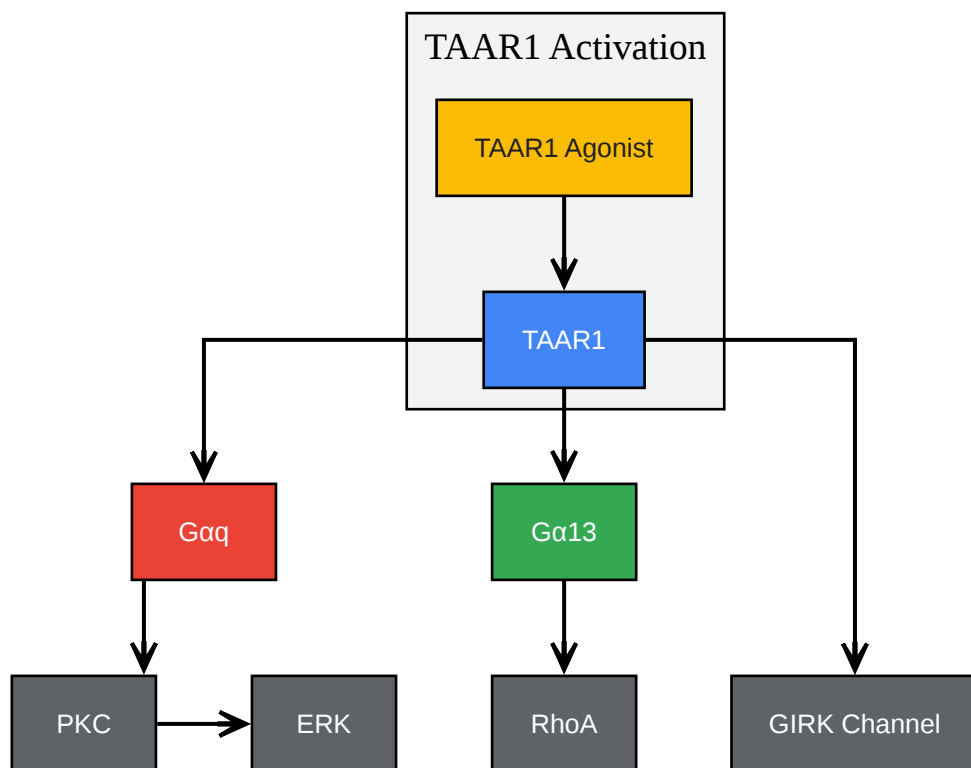 TAAR1 Activation
TAAR1 Agonist
TAAR1
Gαq
Gα13
PKC
ERK
RhoA
GIRK Channel